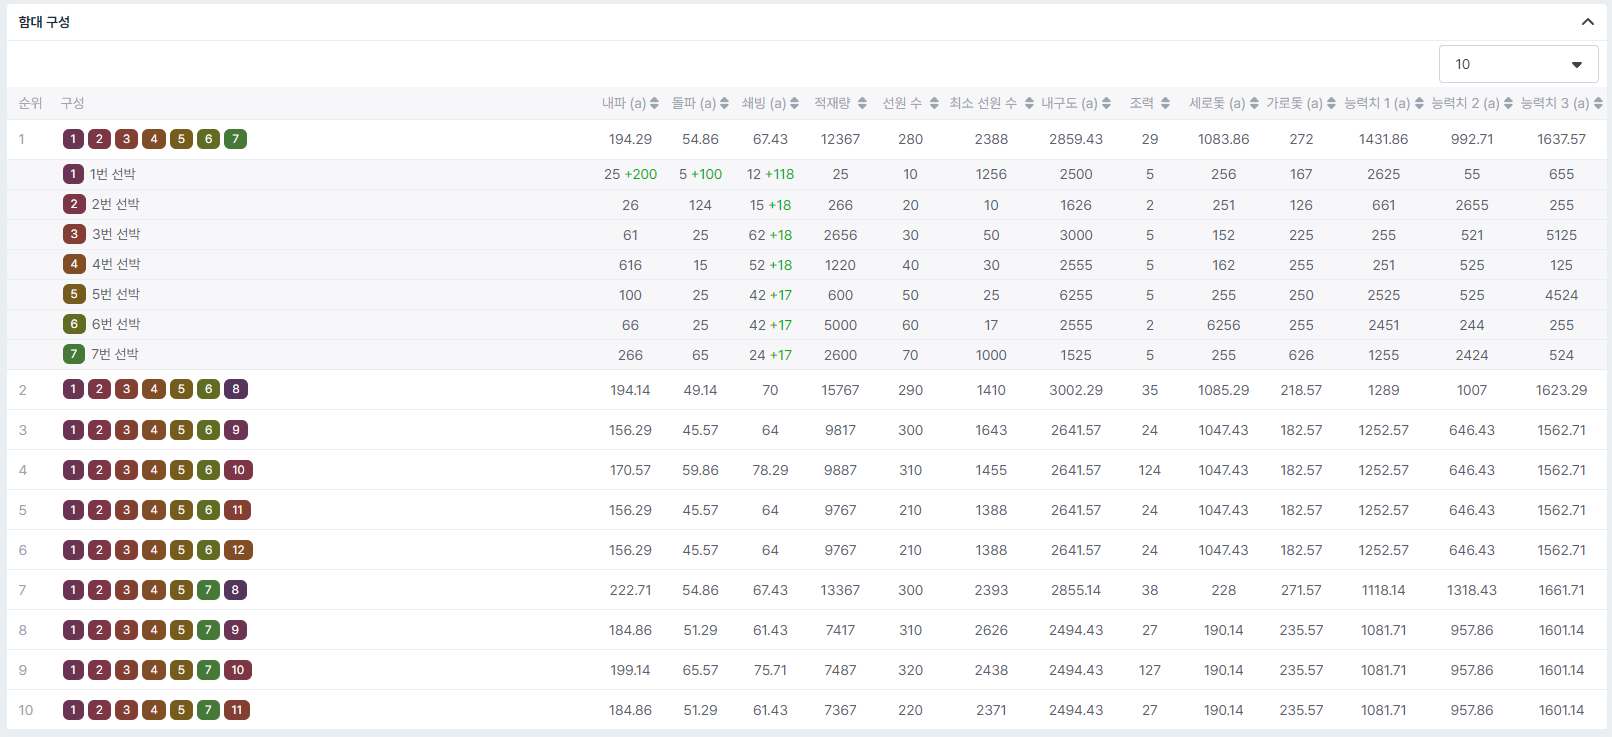 함대 구성
10
순위 구성 내파 (a) 돌파 (a) 쇄빙 (a) 적재량 선원 수 최소 선원 수 내구도 (a) 조력 세로돛 (a) 가로돛 (a) 능력치 1 (a) 능력치 2 (a) 능력치 3 (a)
1 1 2 3 4 5 6 7 194.29 54.86 67.43 12367 280 2388 2859.43 29 1083.86 272 1431.86 992.71 1637.57
1 1번 선박 25 +200 5 +100 12 +118 25 10 1256 2500 5 256 167 2625 55 655
2 2번 선박 26 124 15 +18 266 20 10 1626 2 251 126 661 2655 255
3 3번 선박 61 25 62 +18 2656 30 50 3000 5 152 225 255 521 5125
4 4번 선박 616 15 52 +18 1220 40 30 2555 5 162 255 251 525 125
5 5번 선박 100 25 42 +17 600 50 25 6255 5 255 250 2525 525 4524
6 6번 선박 66 25 42 +17 5000 60 17 2555 2 6256 255 2451 244 255
7 7번 선박 266 65 24 +17 2600 70 1000 1525 5 255 626 1255 2424 524
2 1 2 3 4 5 6 8 194.14 49.14 70 15767 290 1410 3002.29 35 1085.29 218.57 1289 1007 1623.29
3 1 2 3 4 5 6 9 156.29 45.57 64 9817 300 1643 2641.57 24 1047.43 182.57 1252.57 646.43 1562.71
4 1 2 3 4 5 6 10 170.57 59.86 78.29 9887 310 1455 2641.57 124 1047.43 182.57 1252.57 646.43 1562.71
5 1 2 3 4 5 6 11 156.29 45.57 64 9767 210 1388 2641.57 24 1047.43 182.57 1252.57 646.43 1562.71
6 1 2 3 4 5 6 12 156.29 45.57 64 9767 210 1388 2641.57 24 1047.43 182.57 1252.57 646.43 1562.71
7 1 2 3 4 5 7 8 222.71 54.86 67.43 13367 300 2393 2855.14 38 228 271.57 1118.14 1318.43 1661.71
8 1 2 3 4 5 7 9 184.86 51.29 61.43 7417 310 2626 2494.43 27 190.14 235.57 1081.71 957.86 1601.14
9 1 2 3 4 5 7 10 199.14 65.57 75.71 7487 320 2438 2494.43 127 190.14 235.57 1081.71 957.86 1601.14
10 1 2 3 4 5 7 11 184.86 51.29 61.43 7367 220 2371 2494.43 27 190.14 235.57 1081.71 957.86 1601.14